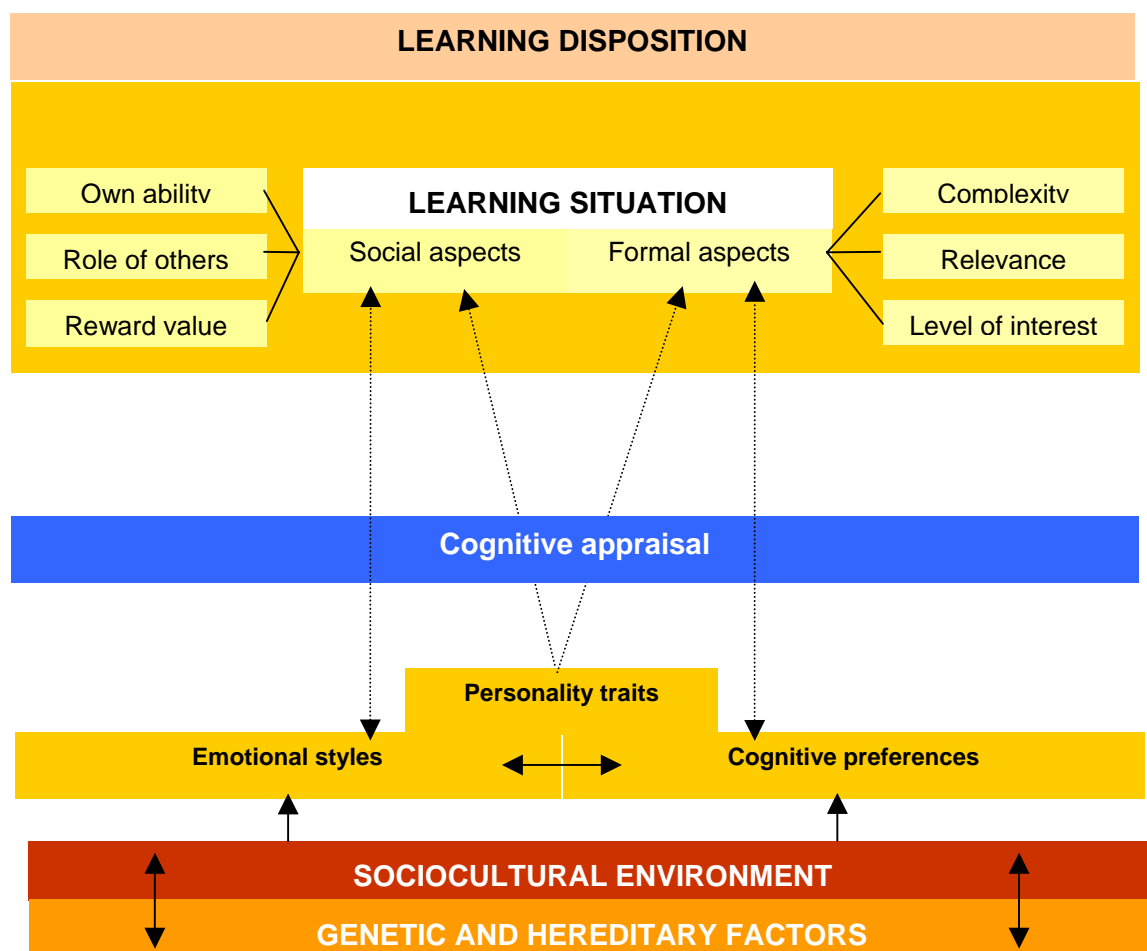 LEARNING DISPOSITION
Own ability
Role of others
Reward value
LEARNING SITUATION
Social aspects
Formal aspects
Complexity
Relevance
Level of interest
Cognitive appraisal
Personality traits
Emotional styles
Cognitive preferences
SOCIOCULTURAL ENVIRONMENT
GENETIC AND HEREDITARY FACTORS